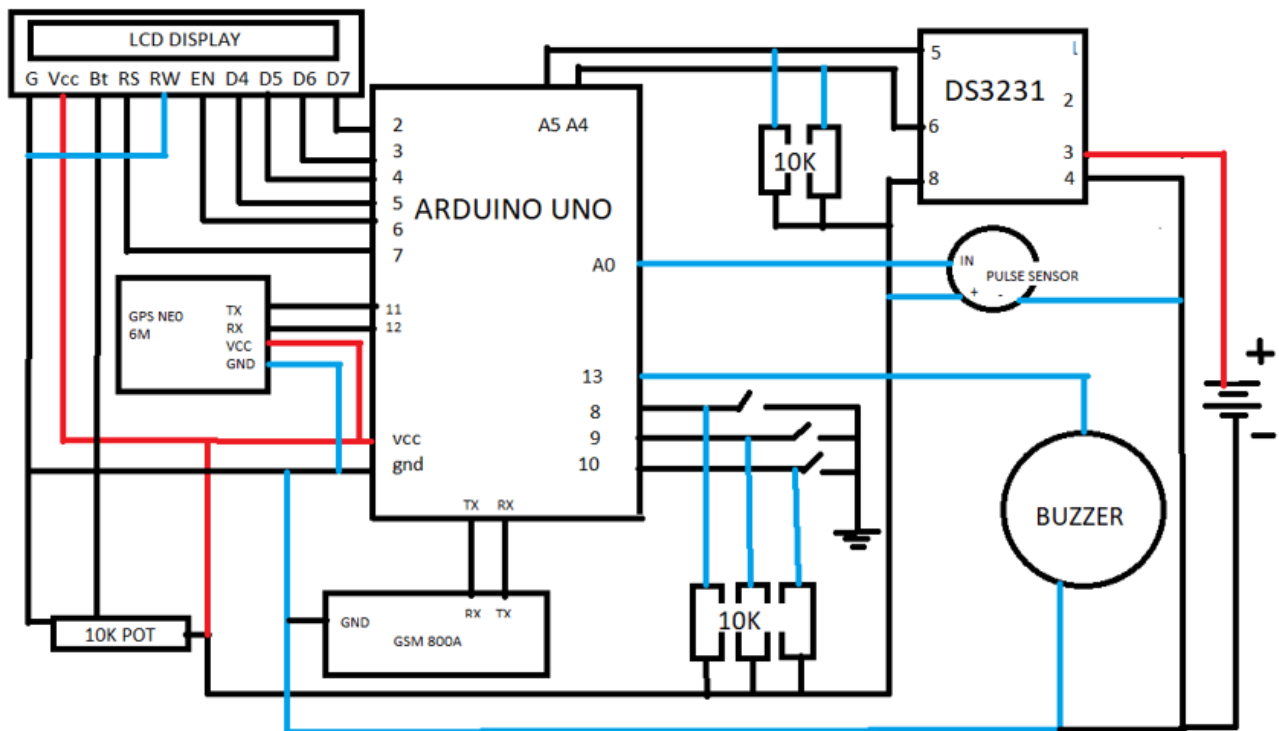 LCD DISPLAY
G Vcc Bt RS RW EN D4 D5 D6 D7
2
3
4
5
6
7
11
12
vcc
gnd
A5 A4
ARDUINO UNO
A0
13
8
9
10
TX RX
GPS NE0
6M
TX
RX
VCC
GND
10K POT
GND
RX TX
GSM 800A
10K
10K
5
6
8
DS3231
1
2
3
4
IN
PULSE SENSOR
+ -
BUZZER
+
-